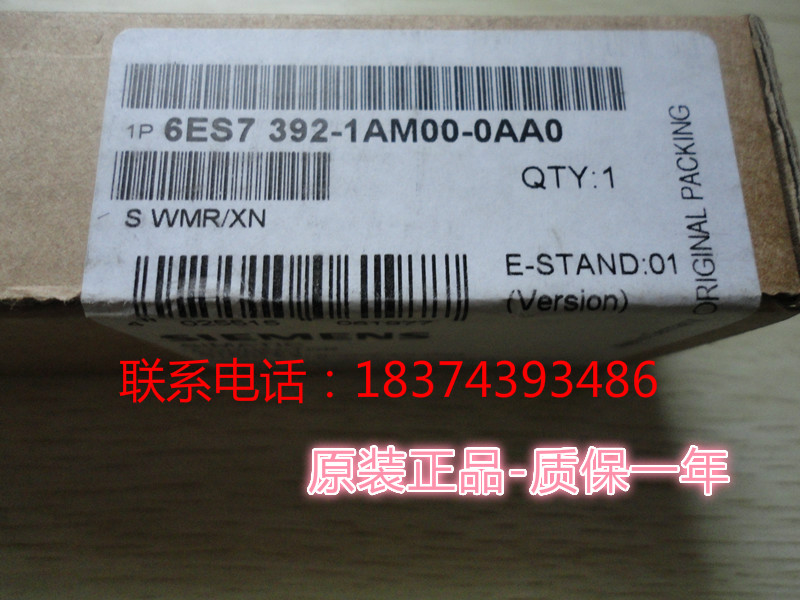 1P 6ES7 392-1AM00-0AA0
QTY:1
S WMR/XN
E-STAND:01
(Version)
ORIGINAL PACKING
SIEMENS
联系电话：18374393486
原装正品-质保一年